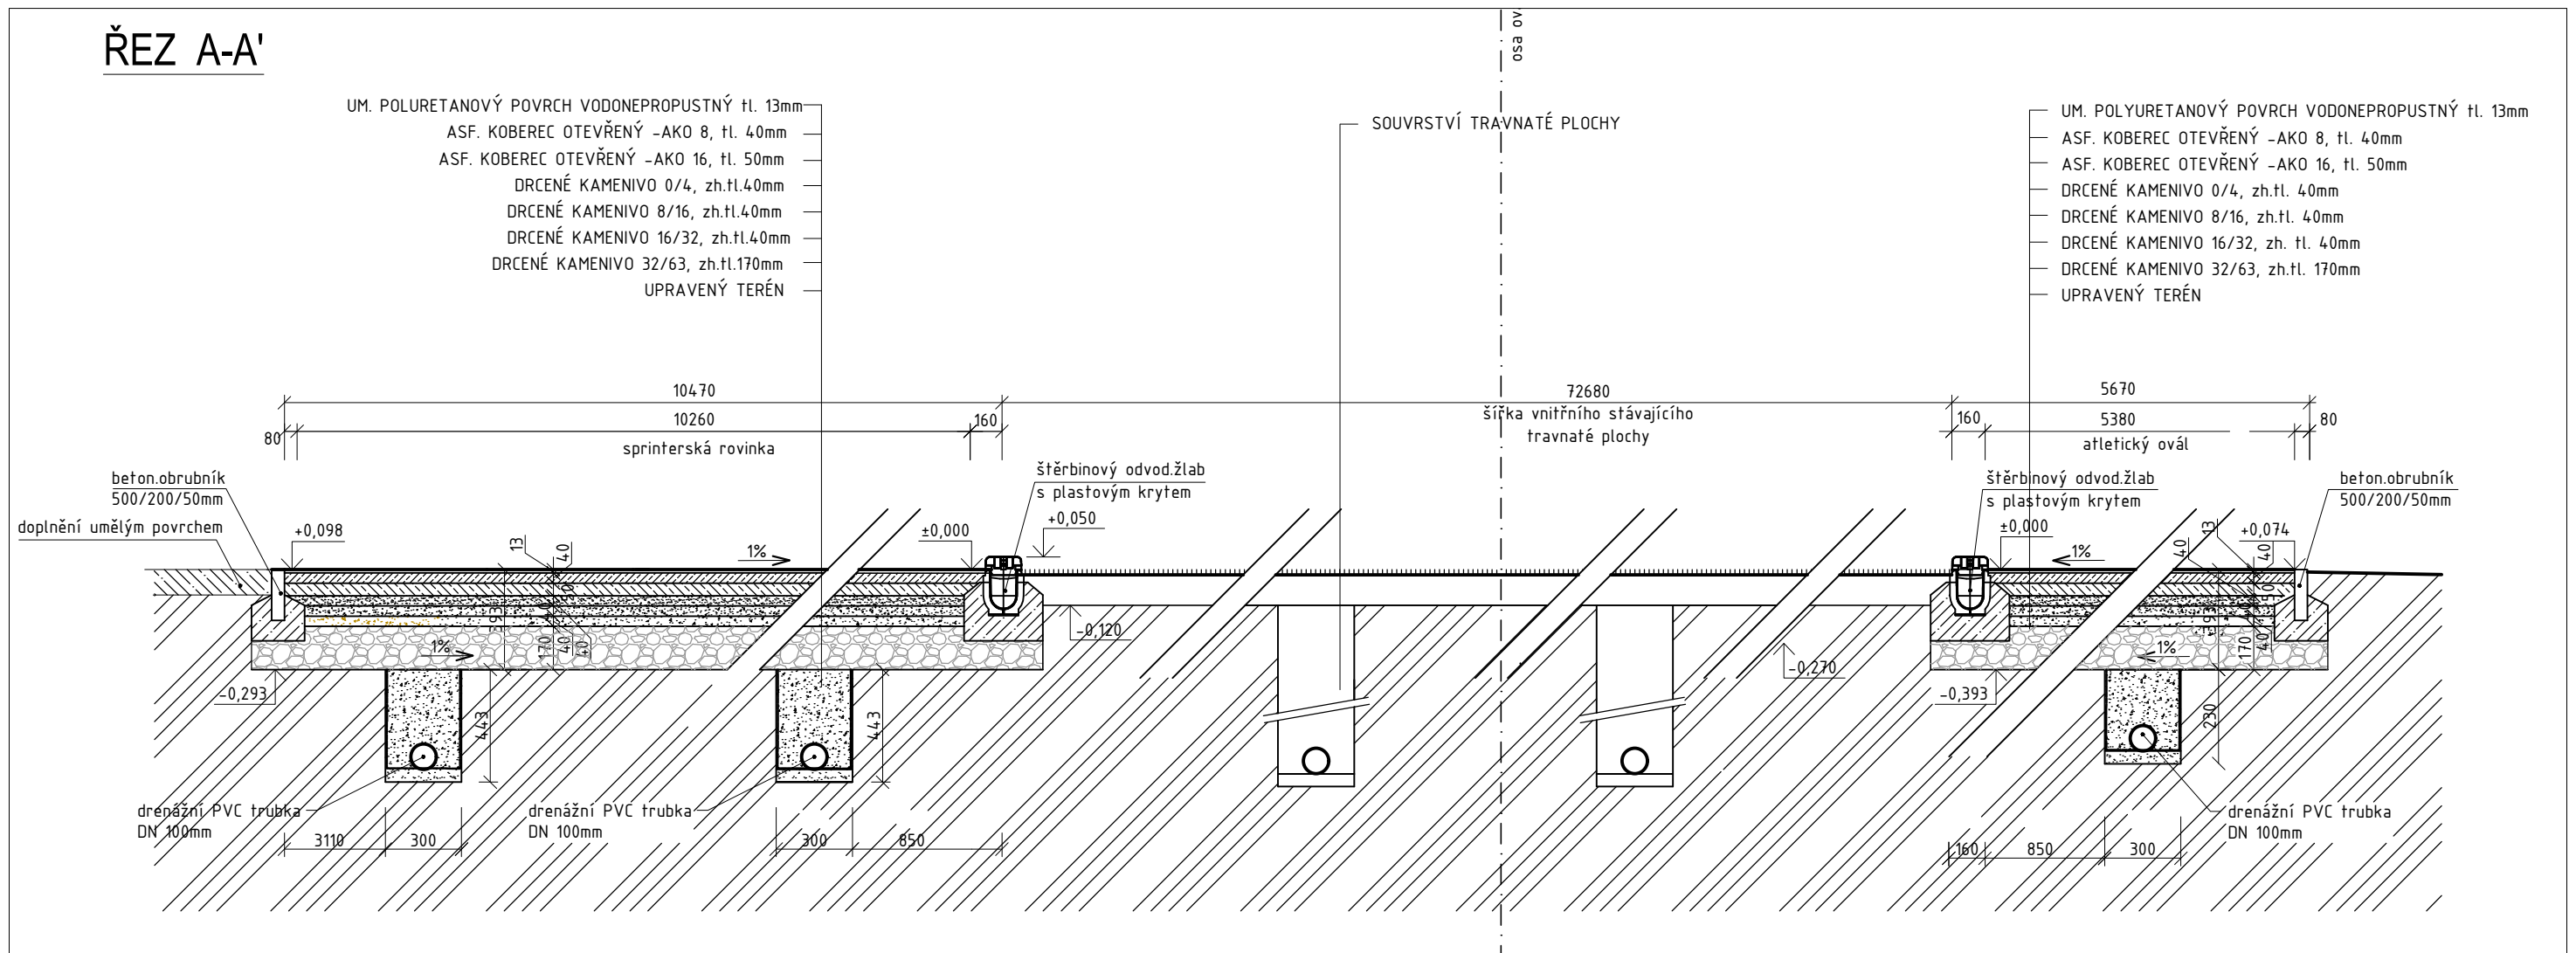 ŘEZ A-A'
osa ov
UM. POLURETANOVÝ POVRCH VODONEPROPUSTNÝ tl. 13mm
ASF. KOBEREC OTEVŘENÝ -AKO 8, tl. 40mm
ASF. KOBEREC OTEVŘENÝ -AKO 16, tl. 50mm
DRCENÉ KAMENIVO 0/4, zh.tl.40mm
DRCENÉ KAMENIVO 8/16, zh.tl.40mm
DRCENÉ KAMENIVO 16/32, zh.tl.40mm
DRCENÉ KAMENIVO 32/63, zh.tl.170mm
UPRAVENÝ TERÉN
SOUVRSTVÍ TRAVNATÉ PLOCHY
UM. POLYURETANOVÝ POVRCH VODONEPROPUSTNÝ tl. 13mm
ASF. KOBEREC OTEVŘENÝ -AKO 8, tl. 40mm
ASF. KOBEREC OTEVŘENÝ -AKO 16, tl. 50mm
DRCENÉ KAMENIVO 0/4, zh.tl. 40mm
DRCENÉ KAMENIVO 8/16, zh.tl. 40mm
DRCENÉ KAMENIVO 16/32, zh. tl. 40mm
DRCENÉ KAMENIVO 32/63, zh.tl. 170mm
UPRAVENÝ TERÉN
10470
72680
5670
80
10260
160
sprinterská rovinka
šířka vnitřního stávajícího
travnaté plochy
160
5380
80
atletický ovál
beton.obrubník
500/200/50mm
doplnění umělým povrchem
štěrbinový odvod.žlab
s plastovým krytem
štěrbinový odvod.žlab
s plastovým krytem
beton.obrubník
500/200/50mm
+0,098
13
40
1%
±0,000
+0,050
±0,000
1%
40
13
40
+0,074
393
50
40
170
40
40
1%
-0,120
-0,270
-0,293
443
443
-0,393
393
50
40
170
40
1%
230
drenážní PVC trubka
DN 100mm
drenážní PVC trubka
DN 100mm
drenážní PVC trubka
DN 100mm
3110
300
300
850
160
850
300